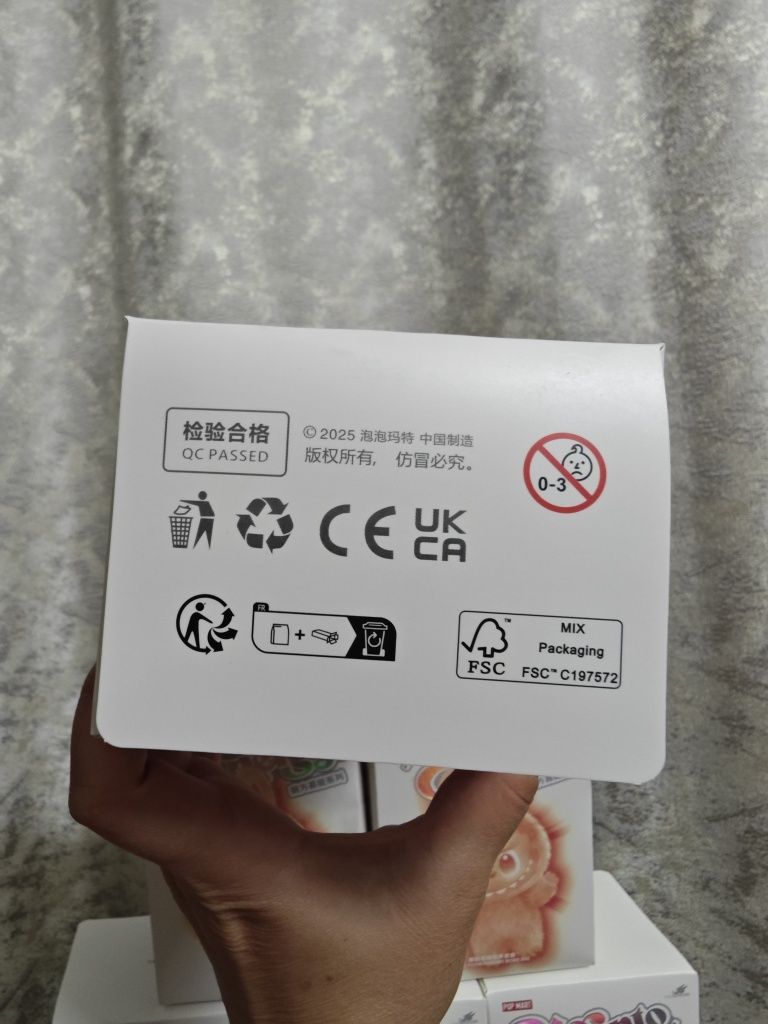 检验合格
QC PASSED
© 2025 泡泡玛特 中国制造
版权所有, 仿冒必究。
0-3
CE
UK
CA
FR
+
FSC™
MIX
Packaging
FSC™ C197572
POP MART